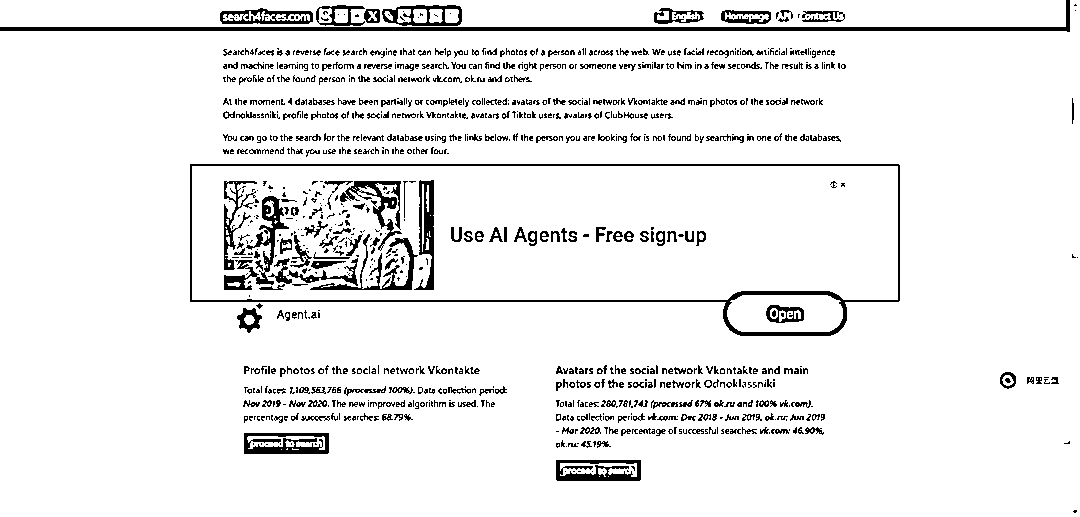 search4faces.com
English Homepage API Contact Us
Search4faces is a reverse face search engine that can help you to find photos of a person all across the web. We use facial recognition, artificial intelligence
and machine learning to perform a reverse image search. You can find the right person or someone very similar to him in a few seconds. The result is a link to
the profile of the found person in the social network vk.com, ok.ru and others.
At the moment, 4 databases have been partially or completely collected: avatars of the social network Vkontakte and main photos of the social network
Odnoklassniki, profile photos of the social network Vkontakte, avatars of Tiktok users, avatars of ClubHouse users.
You can go to the search for the relevant database using the links below. If the person you are looking for is not found by searching in one of the databases,
we recommend that you use the search in the other four.
Use AI Agents - Free sign-up
Agent.ai
Open
Profile photos of the social network Vkontakte
Total faces: 1,109,563,766 (processed 100%). Data collection period:
Nov 2019 - Nov 2020. The new improved algorithm is used. The
percentage of successful searches: 68.79%.
proceed to search
Avatars of the social network Vkontakte and main
photos of the social network Odnoklassniki
Total faces: 280,781,743 (processed 67% ok.ru and 100% vk.com).
Data collection period: vk.com: Dec 2018 - Jun 2019, ok.ru: Jun 2019
- Mar 2020. The percentage of successful searches: vk.com: 46.90%,
ok.ru: 45.19%.
proceed to search
阿里云盘